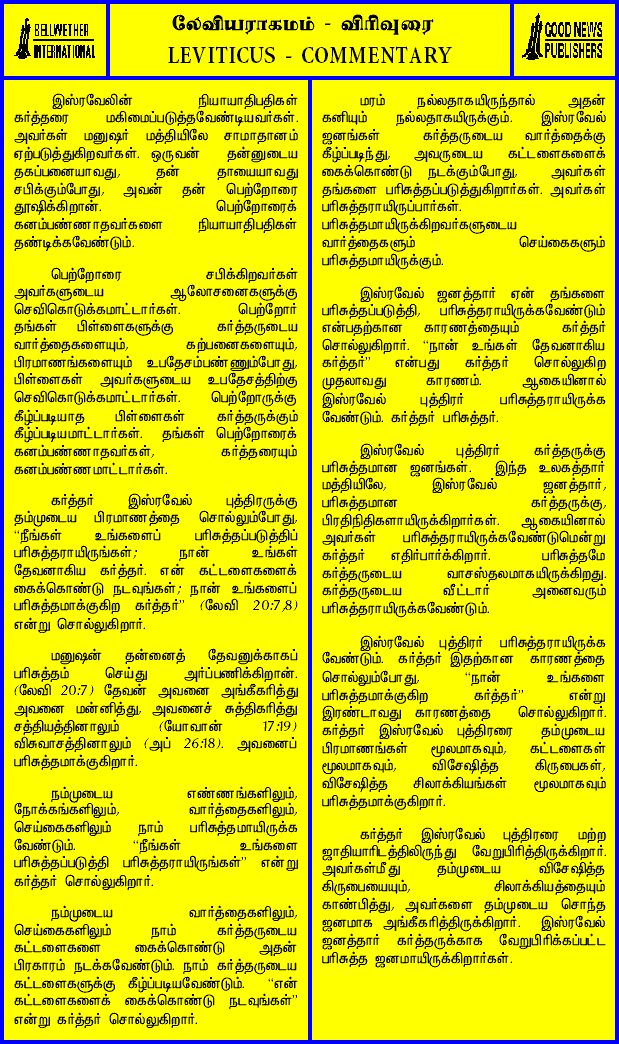 BELLWETHER
INTERNATIONAL
லேவியராகமம் - விரிவுரை
LEVITICUS - COMMENTARY
GOOD NEWS
PUBLISHERS
இஸ்ரவேலின் நியாயாதிபதிகள்
கர்த்தரை மகிமைப்படுத்தவேண்டியவர்கள்.
அவர்கள் மனுஷர் மத்தியிலே சாமாதானம்
ஏற்படுத்துகிறவர்கள். ஒருவன் தன்னுடைய
தகப்பனையாவது, தன் தாயையாவது
சபிக்கும்போது, அவன் தன் பெற்றோரை
தூஷிக்கிறான். பெற்றோரைக்
கனம்பண்ணாதவர்களை நியாயாதிபதிகள்
தண்டிக்கவேண்டும்.
பெற்றோரை சபிக்கிறவர்கள்
அவர்களுடைய ஆலோசனைகளுக்கு
செவிகொடுக்கமாட்டார்கள். பெற்றோர்
தங்கள் பிள்ளைகளுக்கு கர்த்தருடைய
வார்த்தைகளையும், கற்பனைகளையும்,
பிரமாணங்களையும் உபதேசம்பண்ணும்போது,
பிள்ளைகள் அவர்களுடைய உபதேசத்திற்கு
செவிகொடுக்கமாட்டார்கள். பெற்றோருக்கு
கீழ்ப்படியாத பிள்ளைகள் கர்த்தருக்கும்
கீழ்ப்படியமாட்டார்கள். தங்கள் பெற்றோரைக்
கனம்பண்ணாதவர்கள், கர்த்தரையும்
கனம்பண்ணமாட்டார்கள்.
கர்த்தர் இஸ்ரவேல் புத்திரருக்கு
தம்முடைய பிரமாணத்தை சொல்லும்போது,
“நீங்கள் உங்களைப் பரிசுத்தப்படுத்திப்
பரிசுத்தராயிருங்கள்; நான் உங்கள்
தேவனாகிய கர்த்தர். என் கட்டளைகளைக்
கைக்கொண்டு நடவுங்கள்; நான் உங்களைப்
பரிசுத்தமாக்குகிற கர்த்தர்” (லேவி 20:7,8)
என்று சொல்லுகிறார்.
மனுஷன் தன்னைத் தேவனுக்காகப்
பரிசுத்தம் செய்து அர்ப்பணிக்கிறான்.
(லேவி 20:7) தேவன் அவனை அங்கீகரித்து
அவனை மன்னித்து, அவனைச் சுத்திகரித்து
சத்தியத்தினாலும் (யோவான் 17:19)
விசுவாசத்தினாலும் (அப் 26:18). அவனைப்
பரிசுத்தமாக்குகிறார்.
நம்முடைய எண்ணங்களிலும்,
நோக்கங்களிலும், வார்த்தைகளிலும்,
செய்கைகளிலும் நாம் பரிசுத்தமாயிருக்க
வேண்டும். “நீங்கள் உங்களை
பரிசுத்தப்படுத்தி பரிசுத்தராயிருங்கள்” என்று
கர்த்தர் சொல்லுகிறார்.
நம்முடைய வார்த்தைகளிலும்,
செய்கைகளிலும் நாம் கர்த்தருடைய
கட்டளைகளை கைக்கொண்டு அதன்
பிரகாரம் நடக்கவேண்டும். நாம் கர்த்தருடைய
கட்டளைகளுக்கு கீழ்ப்படியவேண்டும். “என்
கட்டளைகளைக் கைக்கொண்டு நடவுங்கள்”
என்று கர்த்தர் சொல்லுகிறார்.
மரம் நல்லதாகயிருந்தால் அதன்
கனியும் நல்லதாகயிருக்கும். இஸ்ரவேல்
ஜனங்கள் கர்த்தருடைய வார்த்தைக்கு
கீழ்ப்படிந்து, அவருடைய கட்டளைகளைக்
கைக்கொண்டு நடக்கும்போது, அவர்கள்
தங்களை பரிசுத்தப்படுத்துகிறார்கள். அவர்கள்
பரிசுத்தராயிருப்பார்கள்.
பரிசுத்தமாயிருக்கிறவர்களுடைய
வார்த்தைகளும் செய்கைகளும்
பரிசுத்தமாயிருக்கும்.
இஸ்ரவேல் ஜனத்தார் ஏன் தங்களை
பரிசுத்தப்படுத்தி, பரிசுத்தராயிருக்கவேண்டும்
என்பதற்கான காரணத்தையும் கர்த்தர்
சொல்லுகிறார். “நான் உங்கள் தேவனாகிய
கர்த்தர்” என்பது கர்த்தர் சொல்லுகிற
முதலாவது காரணம். ஆகையினால்
இஸ்ரவேல் புத்திரர் பரிசுத்தராயிருக்க
வேண்டும். கர்த்தர் பரிசுத்தர்.
இஸ்ரவேல் புத்திரர் கர்த்தருக்கு
பரிசுத்தமான ஜனங்கள். இந்த உலகத்தார்
மத்தியிலே, இஸ்ரவேல் ஜனத்தார்,
பரிசுத்தமான கர்த்தருக்கு,
பிரதிநிதிகளாயிருக்கிறார்கள். ஆகையினால்
அவர்கள் பரிசுத்தராயிருக்கவேண்டுமென்று
கர்த்தர் எதிர்பார்க்கிறார். பரிசுத்தமே
கர்த்தருடைய வாசஸ்தலமாகயிருக்கிறது.
கர்த்தருடைய வீட்டார் அனைவரும்
பரிசுத்தராயிருக்கவேண்டும்.
இஸ்ரவேல் புத்திரர் பரிசுத்தராயிருக்க
வேண்டும். கர்த்தர் இதற்கான காரணத்தை
சொல்லும்போது, “நான் உங்களை
பரிசுத்தமாக்குகிற கர்த்தர்” என்று
இரண்டாவது காரணத்தை சொல்லுகிறார்.
கர்த்தர் இஸ்ரவேல் புத்திரரை தம்முடைய
பிரமாணங்கள் மூலமாகவும், கட்டளைகள்
மூலமாகவும், விசேஷித்த கிருபைகள்,
விசேஷித்த சிலாக்கியங்கள் மூலமாகவும்
பரிசுத்தமாக்குகிறார்.
கர்த்தர் இஸ்ரவேல் புத்திரரை மற்ற
ஜாதியாரிடத்திலிருந்து வேறுபிரித்திருக்கிறார்.
அவர்கள்மீது தம்முடைய விசேஷித்த
கிருபையையும், சிலாக்கியத்தையும்
காண்பித்து, அவர்களை தம்முடைய சொந்த
ஜனமாக அங்கீகரித்திருக்கிறார். இஸ்ரவேல்
ஜனத்தார் கர்த்தருக்காக வேறுபிரிக்கப்பட்ட
பரிசுத்த ஜனமாயிருக்கிறார்கள்.